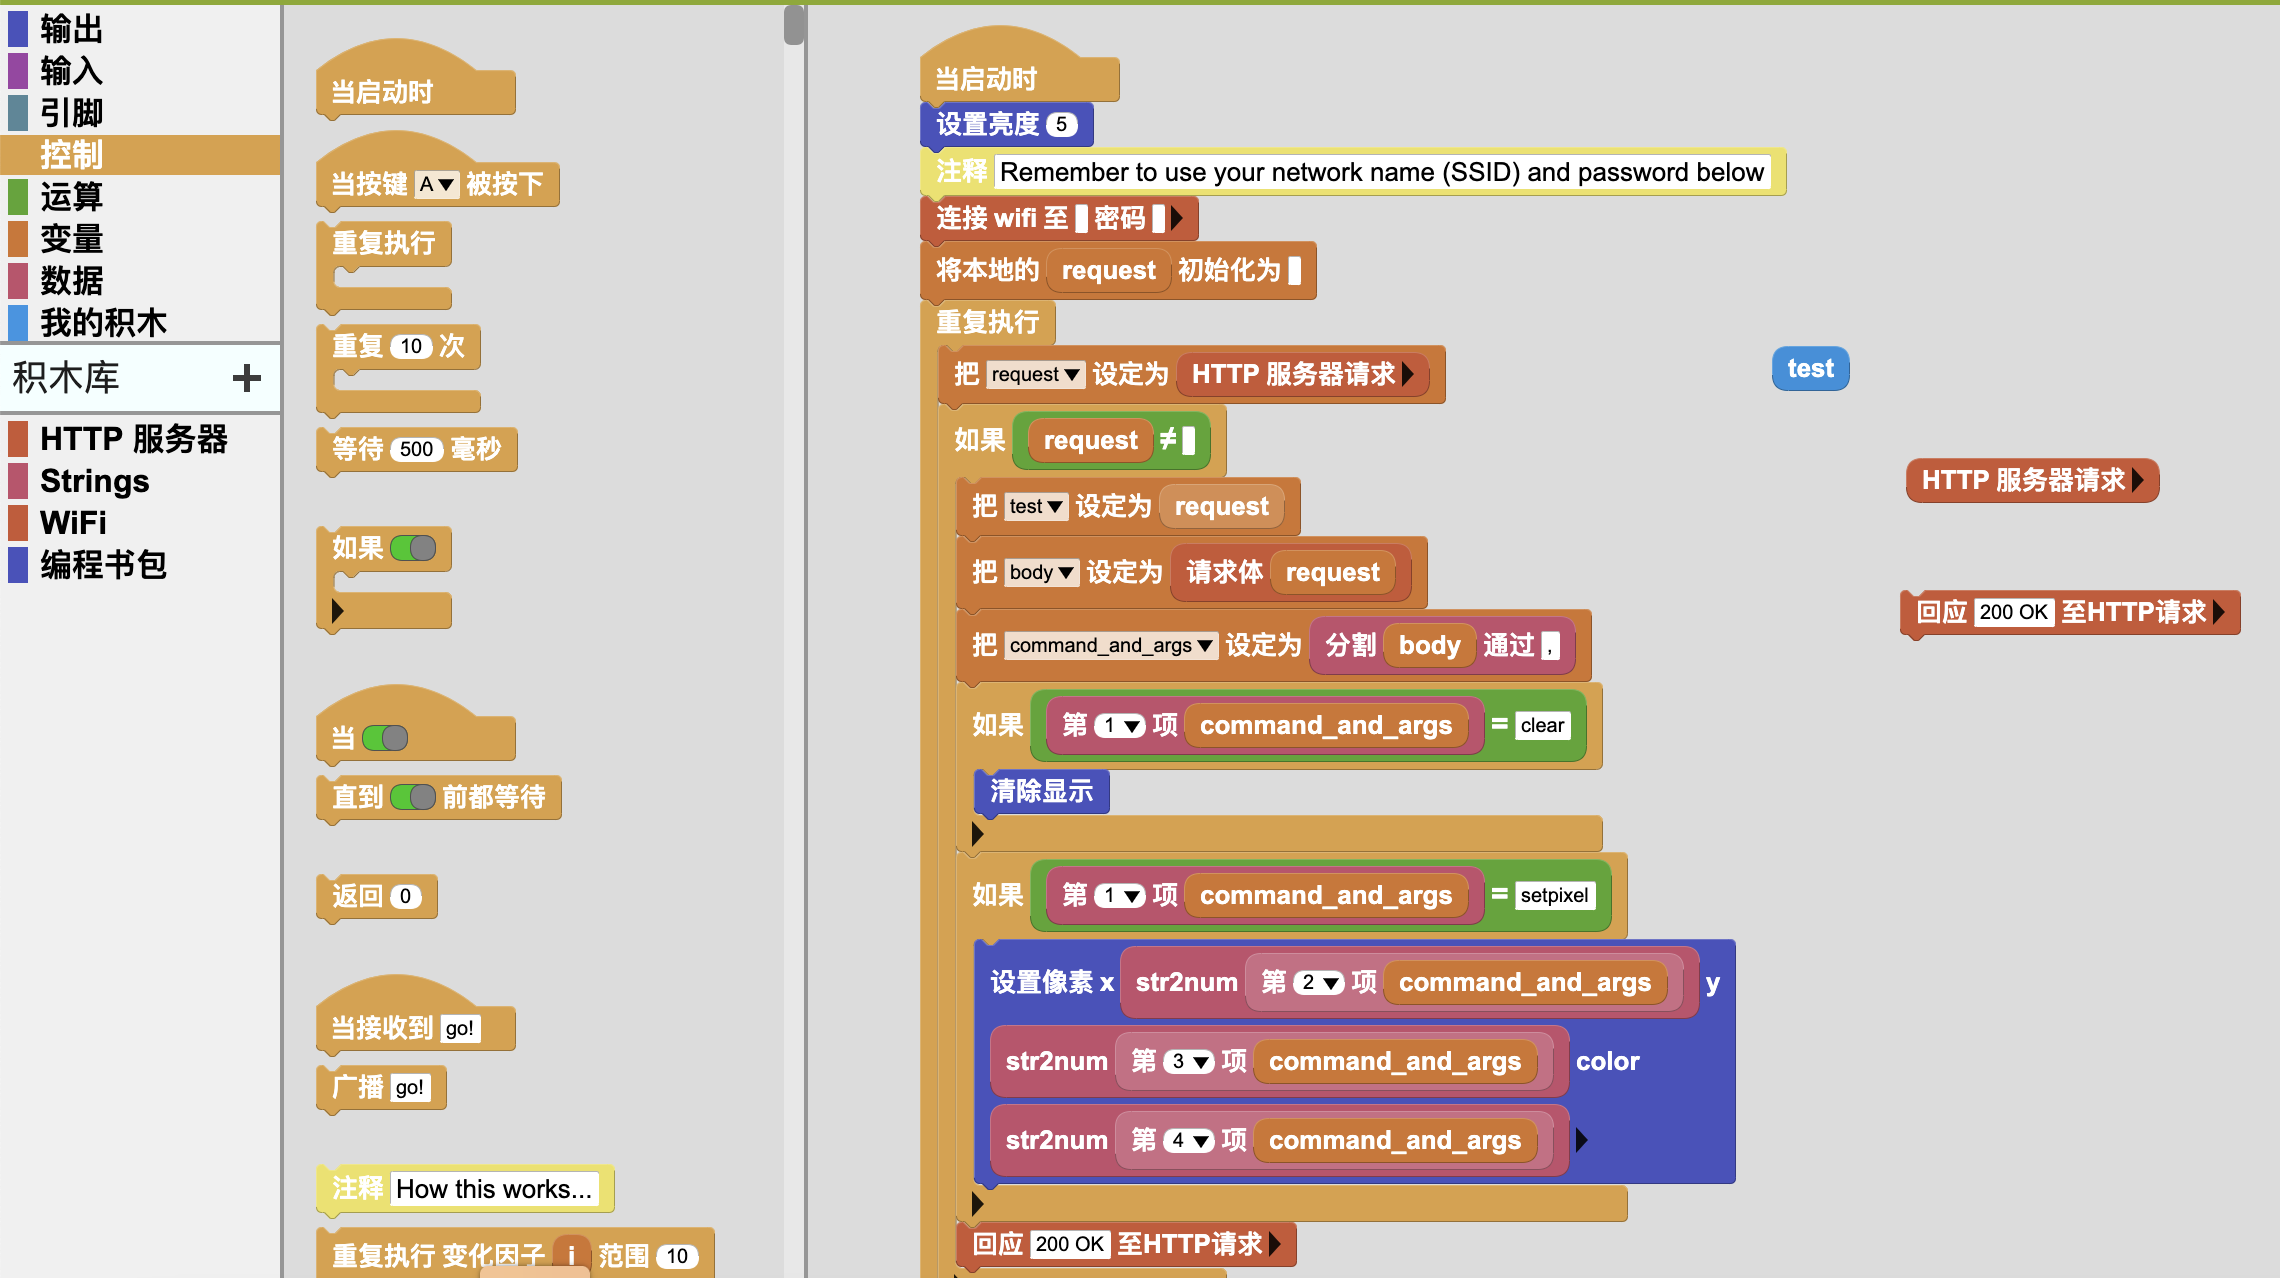 输出
输入
引脚
控制
运算
变量
数据
我的积木
积木库 +
HTTP 服务器
Strings
WiFi
编程书包
当启动时
当按键 A 被按下
重复执行
重复 10 次
等待 500 毫秒
如果
当
直到 前都等待
返回 0
当接收到 go!
广播 go!
注释 How this works...
重复执行 变化因子 i 范围 10
当启动时
设置亮度 5
注释 Remember to use your network name (SSID) and password below
连接 wifi 至 密码
将本地的 request 初始化为
重复执行
把 request 设定为 HTTP 服务器请求
如果 request ≠
把 test 设定为 request
把 body 设定为 请求体 request
把 command_and_args 设定为 分割 body 通过 ,
如果 第 1 项 command_and_args = clear
清除显示
如果 第 1 项 command_and_args = setpixel
设置像素 x str2num 第 2 项 command_and_args y
str2num 第 3 项 command_and_args color
str2num 第 4 项 command_and_args
回应 200 OK 至HTTP请求
test
HTTP 服务器请求
回应 200 OK 至HTTP请求